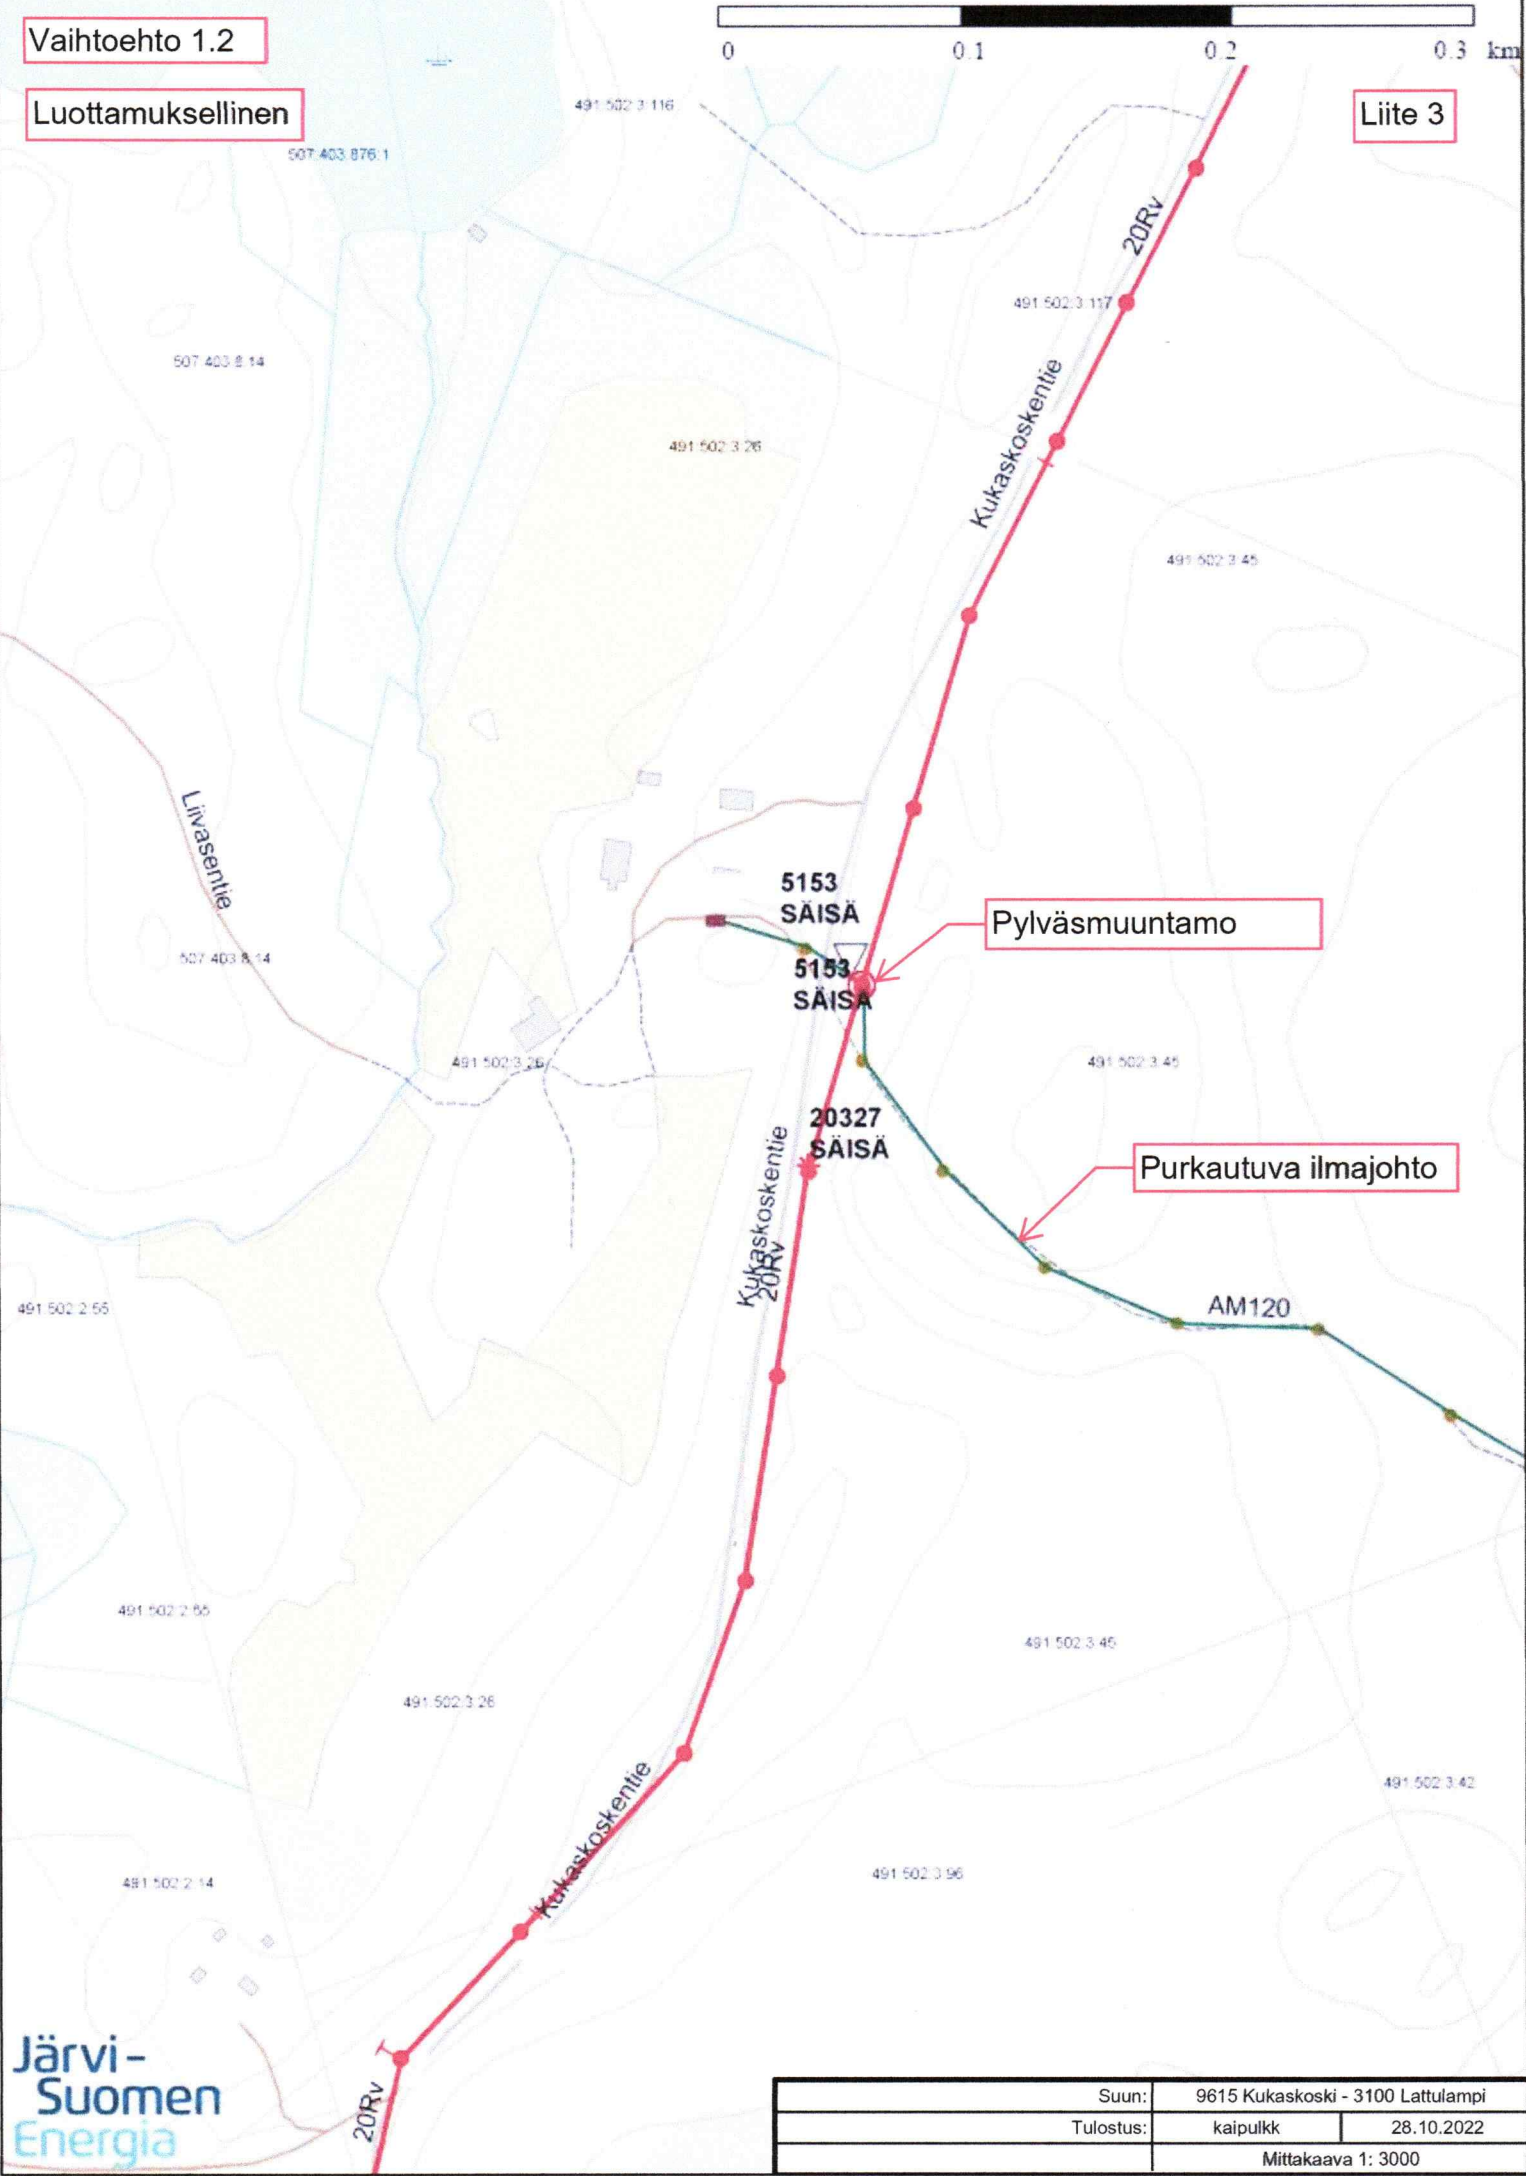 Vaihtoehto 1.2
0 0.1 0.2 0.3 km
Luottamuksellinen
491:502:3:116
Liite 3
507:403:876:1
20Rv
491:502:3:117
507:403:8:14
Kukaskoskentie
491:502:3:26
491:502:3:45
Liivasentie
5153
SÄISÄ
Pylväsmuuntamo
507:403:8:14
5153
SÄISÄ
491:502:3:26
491:502:3:45
20327
SÄISÄ
Purkautuva ilmajohto
Kukaskoskentie
20Rv
491:502:2:55
AM120
491:502:2:55
491:502:3:45
491:502:3:26
491:502:3:42
Kukaskoskentie
491:502:2:14
491:502:3:96
Järvi-
Suomen
Energia
20Rv
Suun: 9615 Kukaskoski - 3100 Lattulampi
Tulostus: kaipulkk 28.10.2022
Mittakaava 1: 3000